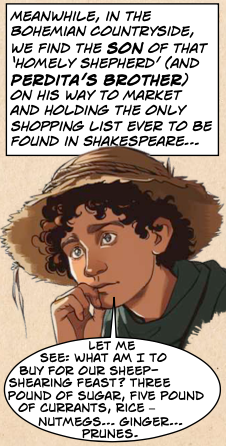 MEANWHILE, IN THE
BOHEMIAN COUNTRYSIDE,
WE FIND THE SON OF THAT
'HOMELY SHEPHERD' (AND
PERDITA'S BROTHER)
ON HIS WAY TO MARKET
AND HOLDING THE ONLY
SHOPPING LIST EVER TO BE
FOUND IN SHAKESPEARE...
LET ME
SEE: WHAT AM I TO
BUY FOR OUR SHEEP-
SHEARING FEAST? THREE
POUND OF SUGAR, FIVE POUND
OF CURRANTS, RICE –
NUTMEGS... GINGER...
PRUNES.